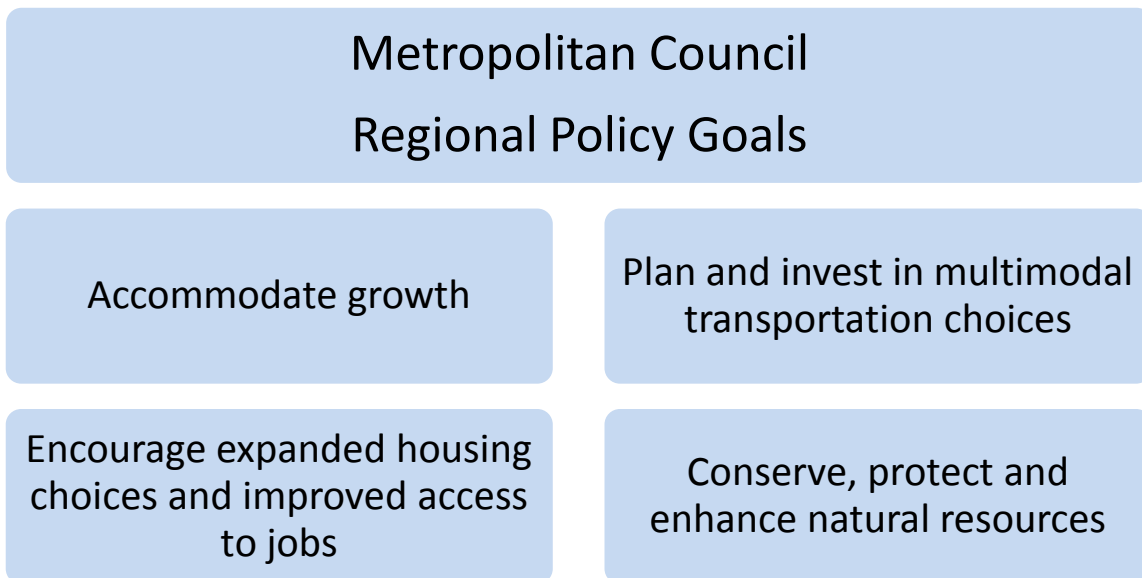 Metropolitan Council
Regional Policy Goals
Accommodate growth
Plan and invest in multimodal
transportation choices
Encourage expanded housing
choices and improved access
to jobs
Conserve, protect and
enhance natural resources